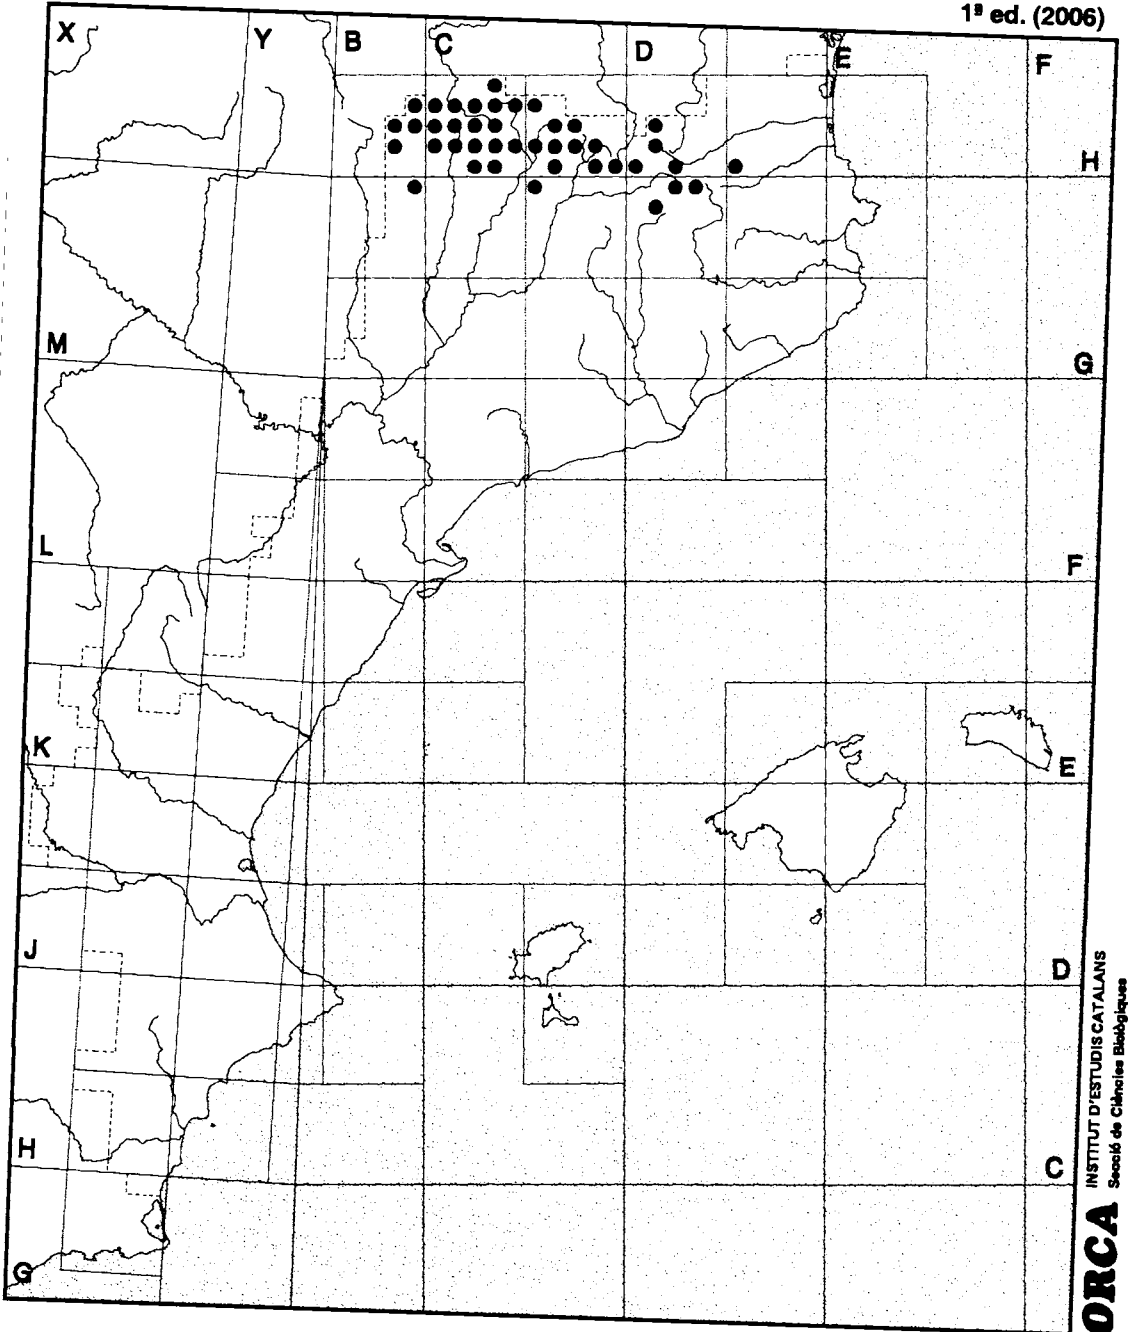 1ª ed. (2006)
X
Y
B
C
D
E
F
H
M
G
L
F
K
E
J
D
H
C
G
INSTITUT D'ESTUDIS CATALANS
Secció de Ciències Biològiques
ORCA